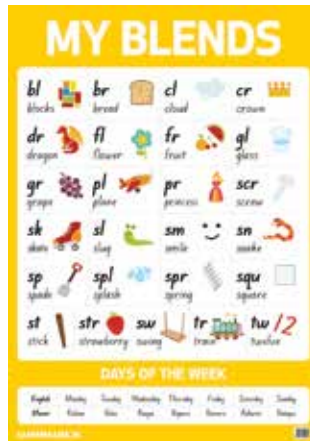 MY BLENDS
bl br cl cr
blocks bread cloud crown
dr fl fr gl
dragon flower fruit glass
gr pl pr scr
grape plane princess screw
sk sl sm sn
skate slug smile snake
sp spl spr squ
spade splash spring square
st str sw tr tw 12
stick strawberry swing train twelve
DAYS OF THE WEEK
English Monday Tuesday Wednesday Thursday Friday Saturday Sunday